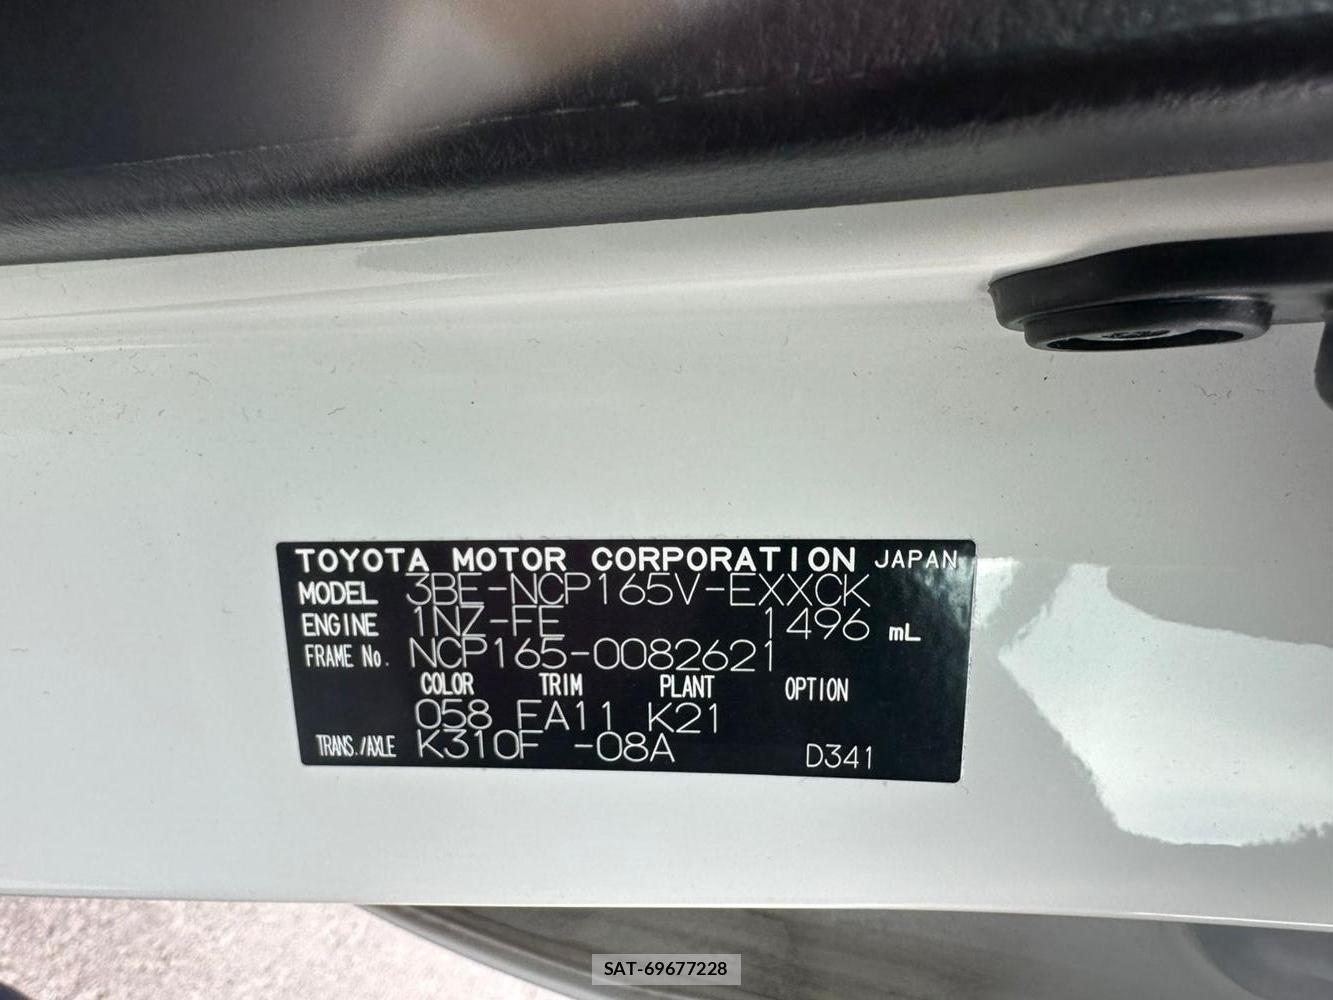 TOYOTA MOTOR CORPORATION JAPAN
MODEL 3BE-NCP165V-EXXCK
ENGINE 1NZ-FE 1496 mL
FRAME No. NCP165-0082621
COLOR TRIM PLANT OPTION
058 FA11 K21
TRANS./AXLE K310F -08A D341
SAT-69677228